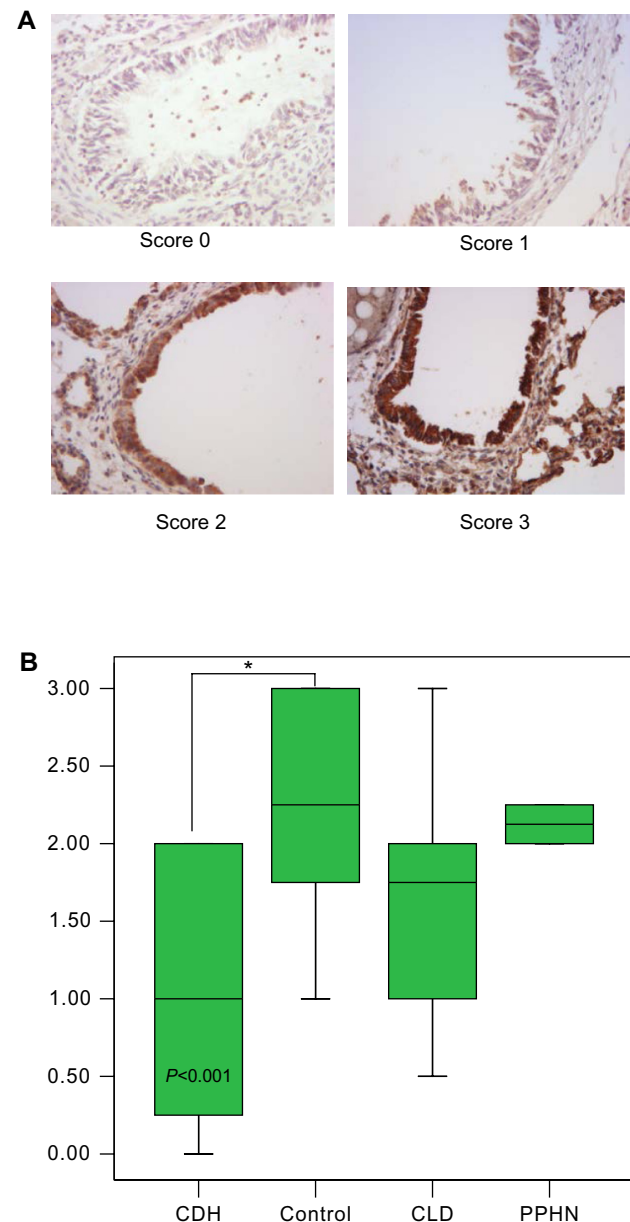 A
Score 0
Score 1
Score 2
Score 3
B
*
3.00
2.50
2.00
1.50
1.00
0.50
0.00
P<0.001
CDH Control CLD PPHN